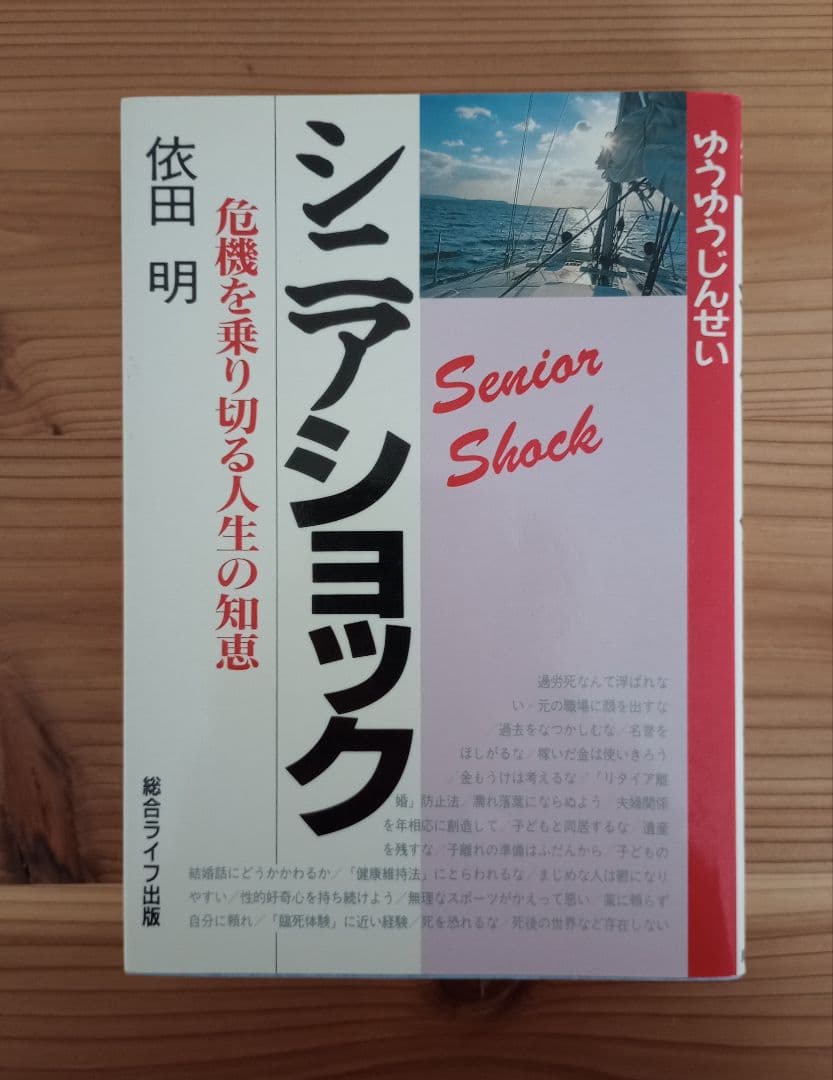 ゆうゆうじんせい
Senior
Shock
シニアショック
危機を乗り切る人生の知恵
依田 明
総合ライフ出版
過労死なんて浮ばれな
い/元の職場に顔を出すな
/過去をなつかしむな/名誉を
ほしがるな/稼いだ金は使いきろう
/金もうけは考えるな/「リタイア離
婚」防止法/濡れ落葉にならぬよう/夫婦関係
を年相応に創造して/子どもと同居するな/遺産
を残すな/子離れの準備はふだんから/子どもの
結婚話にどうかかわるか/「健康維持法」にとらわれるな/まじめな人は鬱になり
やすい/性的好奇心を持ち続けよう/無理なスポーツがかえって悪い/薬に頼らず
自分に頼れ/「臨死体験」に近い経験/死を恐れるな/死後の世界など存在しない